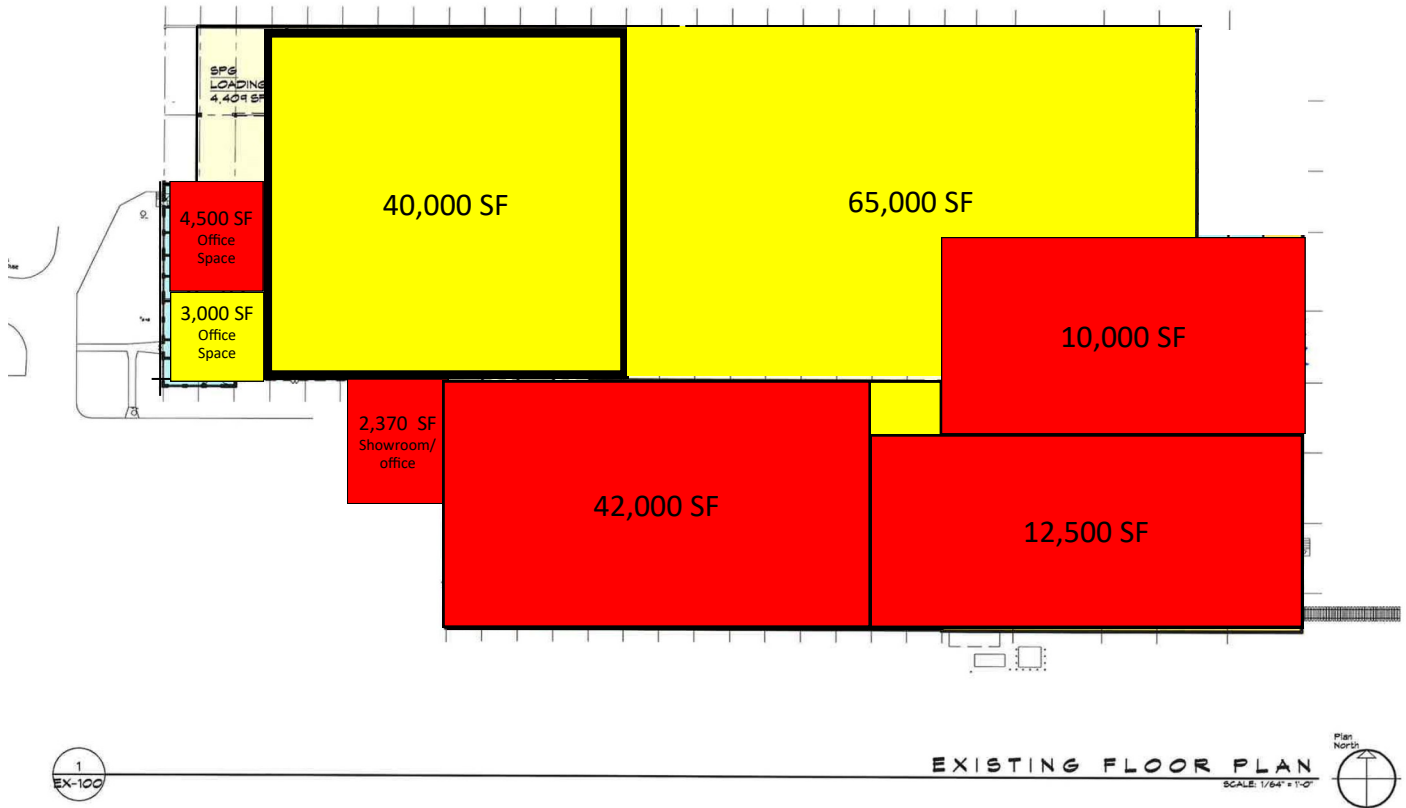 SPG
LOADING
4,409 SF
40,000 SF
65,000 SF
4,500 SF
Office
Space
3,000 SF
Office
Space
10,000 SF
2,370 SF
Showroom/
office
42,000 SF
12,500 SF
1
EX-100
EXISTING FLOOR PLAN
SCALE: 1/64" = 1'-0"
Plan
North